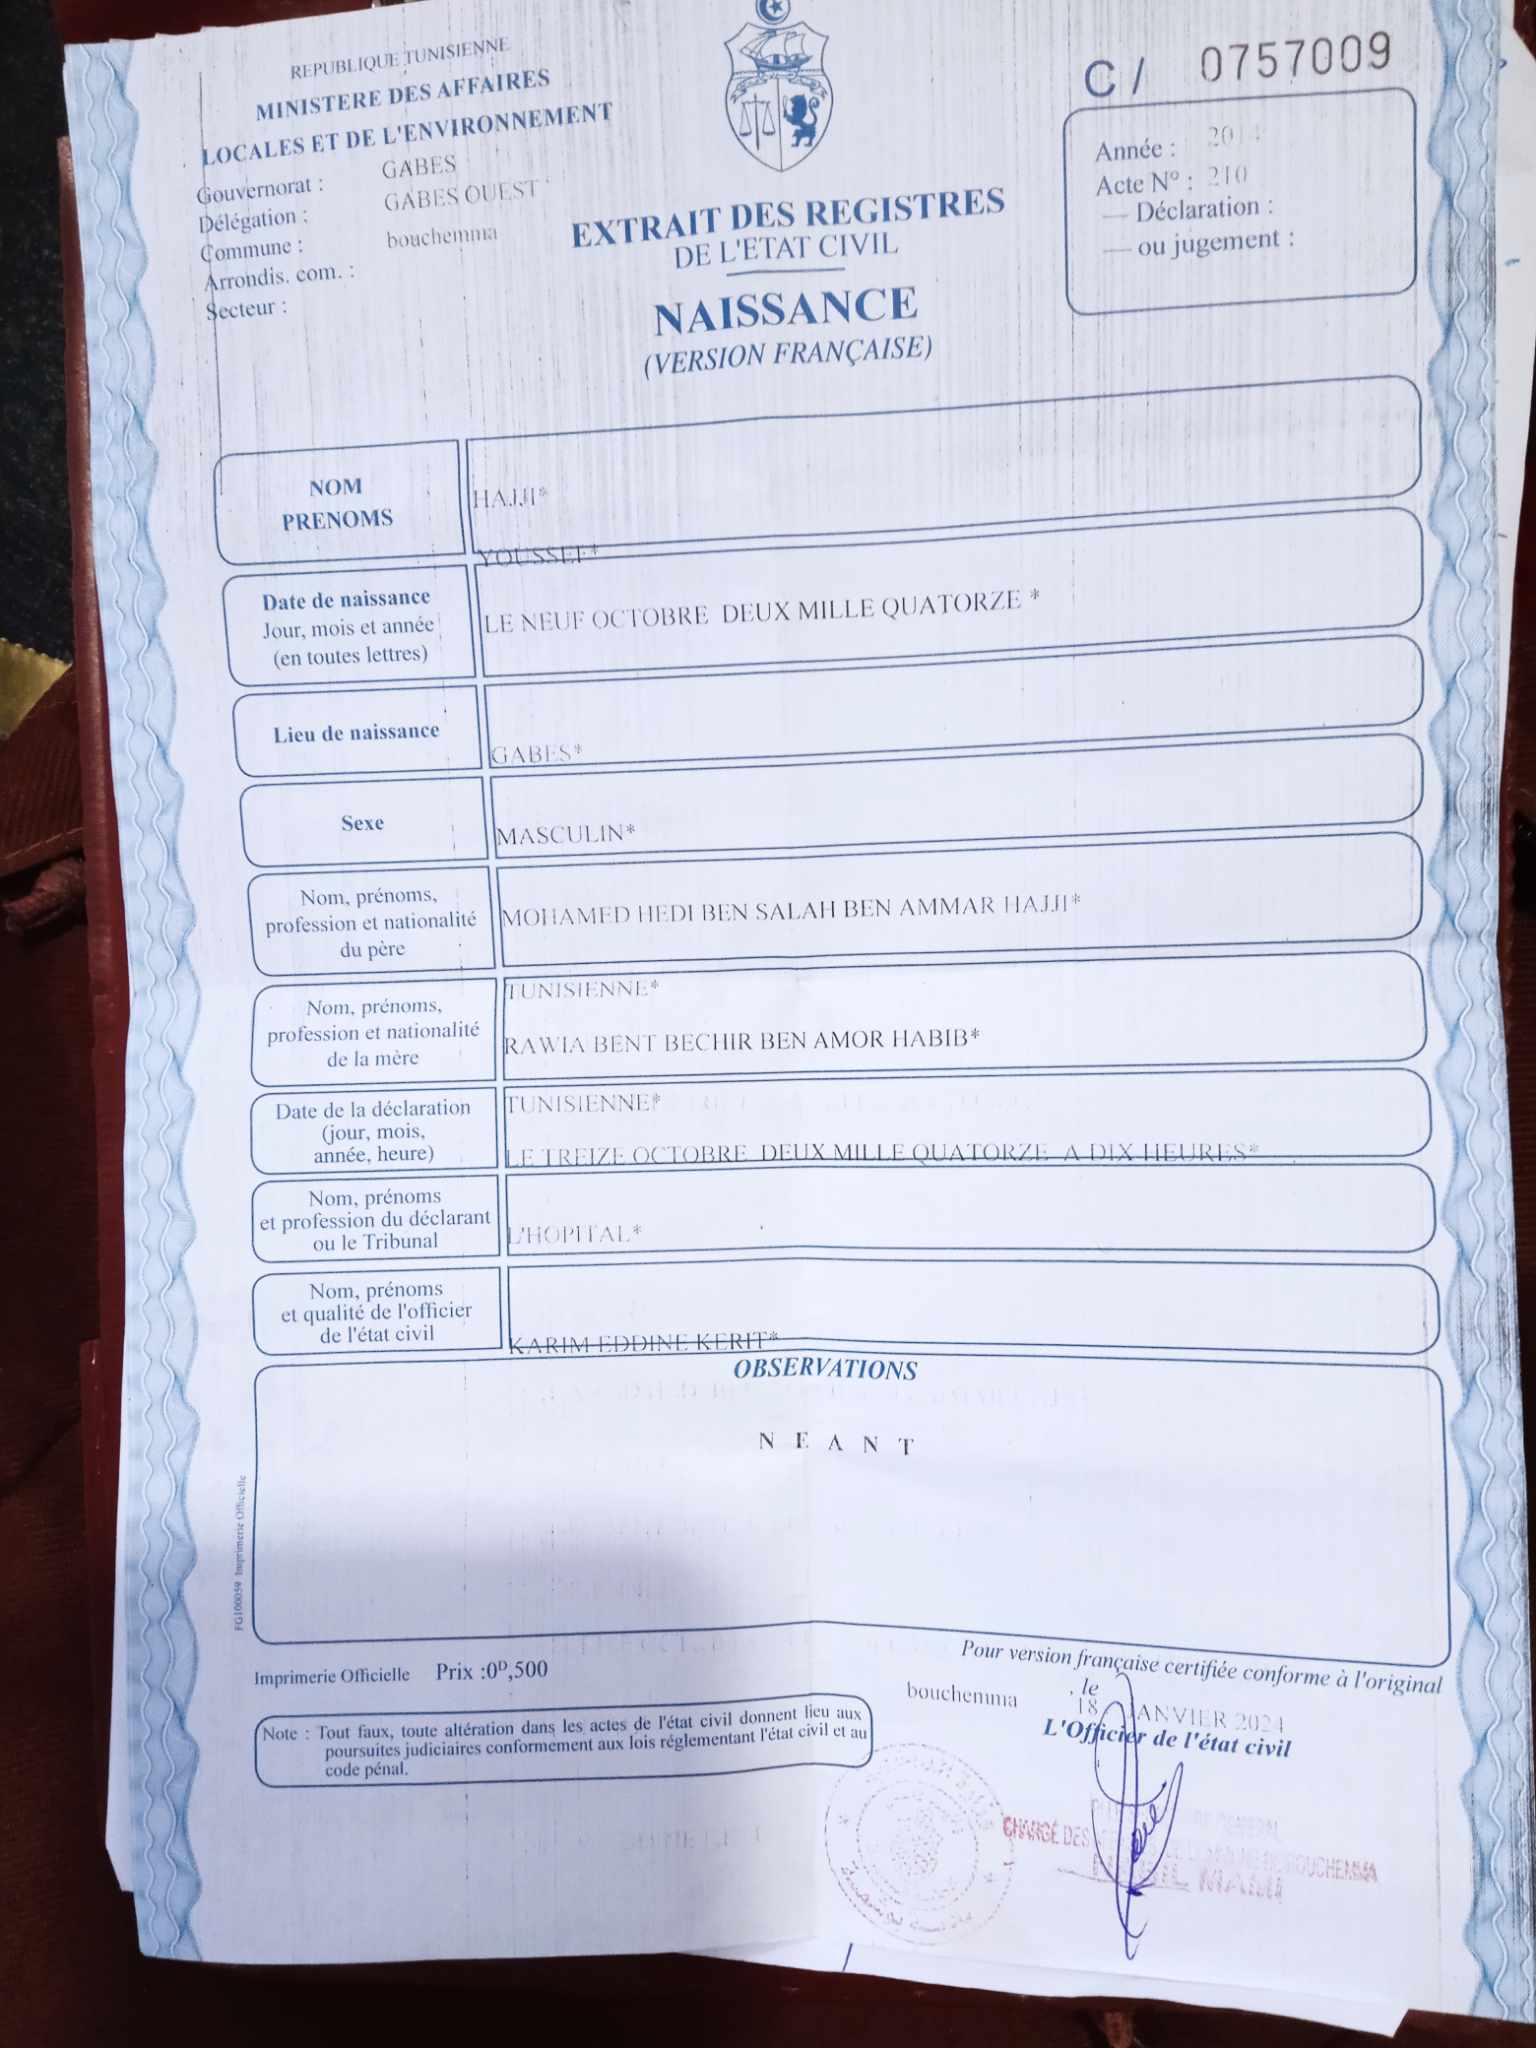 REPUBLIQUE TUNISIENNE
MINISTERE DES AFFAIRES
LOCALES ET DE L'ENVIRONNEMENT
Gouvernorat : GABES
Délégation : GABES OUEST
Commune : bouchemma
Arrondis. com. :
Secteur :
EXTRAIT DES REGISTRES
DE L'ETAT CIVIL
NAISSANCE
(VERSION FRANÇAISE)
C / 0757009
Année : 2014
Acte N° : 210
— Déclaration :
— ou jugement :
NOM
PRENOMS
HAJJI*
YOUSSEF*
Date de naissance
Jour, mois et année
(en toutes lettres)
LE NEUF OCTOBRE DEUX MILLE QUATORZE *
Lieu de naissance
GABES*
Sexe
MASCULIN*
Nom, prénoms,
profession et nationalité
du père
MOHAMED HEDI BEN SALAH BEN AMMAR HAJJI*
TUNISIENNE*
Nom, prénoms,
profession et nationalité
de la mère
RAWIA BENT BECHIR BEN AMOR HABIB*
TUNISIENNE*
Date de la déclaration
(jour, mois,
année, heure)
LE TREIZE OCTOBRE DEUX MILLE QUATORZE A DIX HEURES*
Nom, prénoms
et profession du déclarant
ou le Tribunal
L'HOPITAL*
Nom, prénoms
et qualité de l'officier
de l'état civil
KARIM EDDINE KERIT*
OBSERVATIONS
N E A N T
FG100059 Imprimerie Officielle
Imprimerie Officielle Prix :0D,500
Note : Tout faux, toute altération dans les actes de l'état civil donnent lieu aux
poursuites judiciaires conformement aux lois réglementant l'état civil et au
code pénal.
Pour version française certifiée conforme à l'original
bouchemma , le
18 JANVIER 2024
L'Officier de l'état civil
GENERAL
CHARGÉ DES DE BOUCHEMMA
MAMI